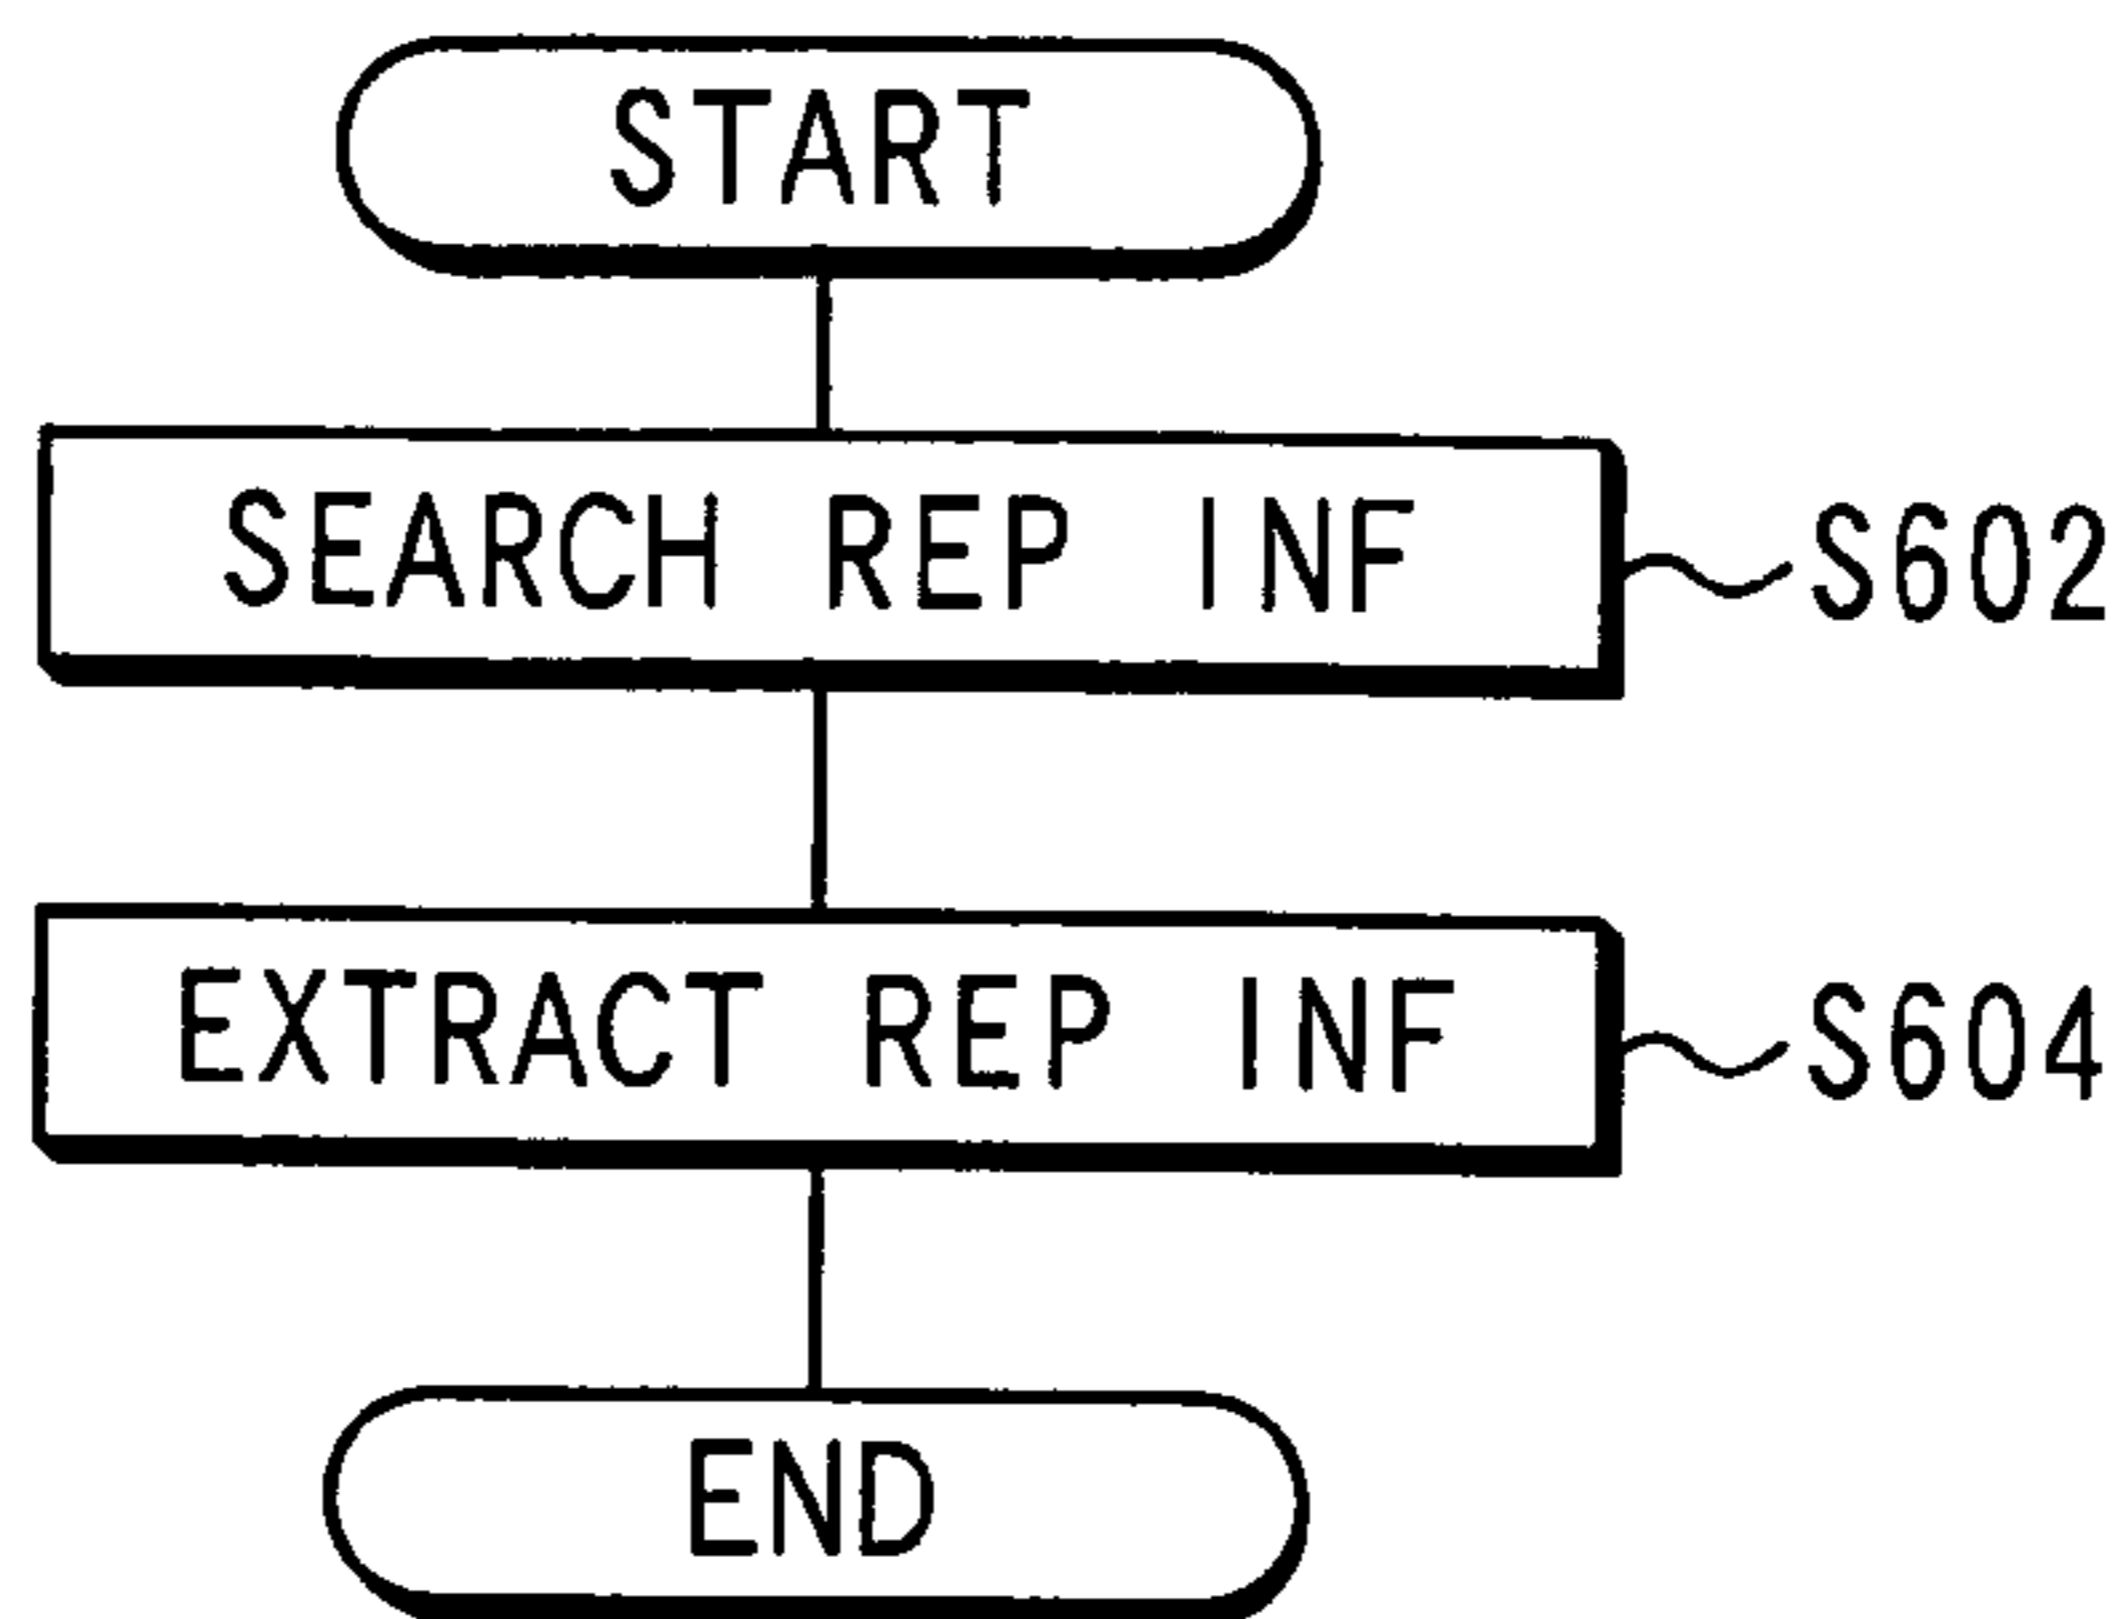 START
SEARCH REP INF S602
EXTRACT REP INF S604
END